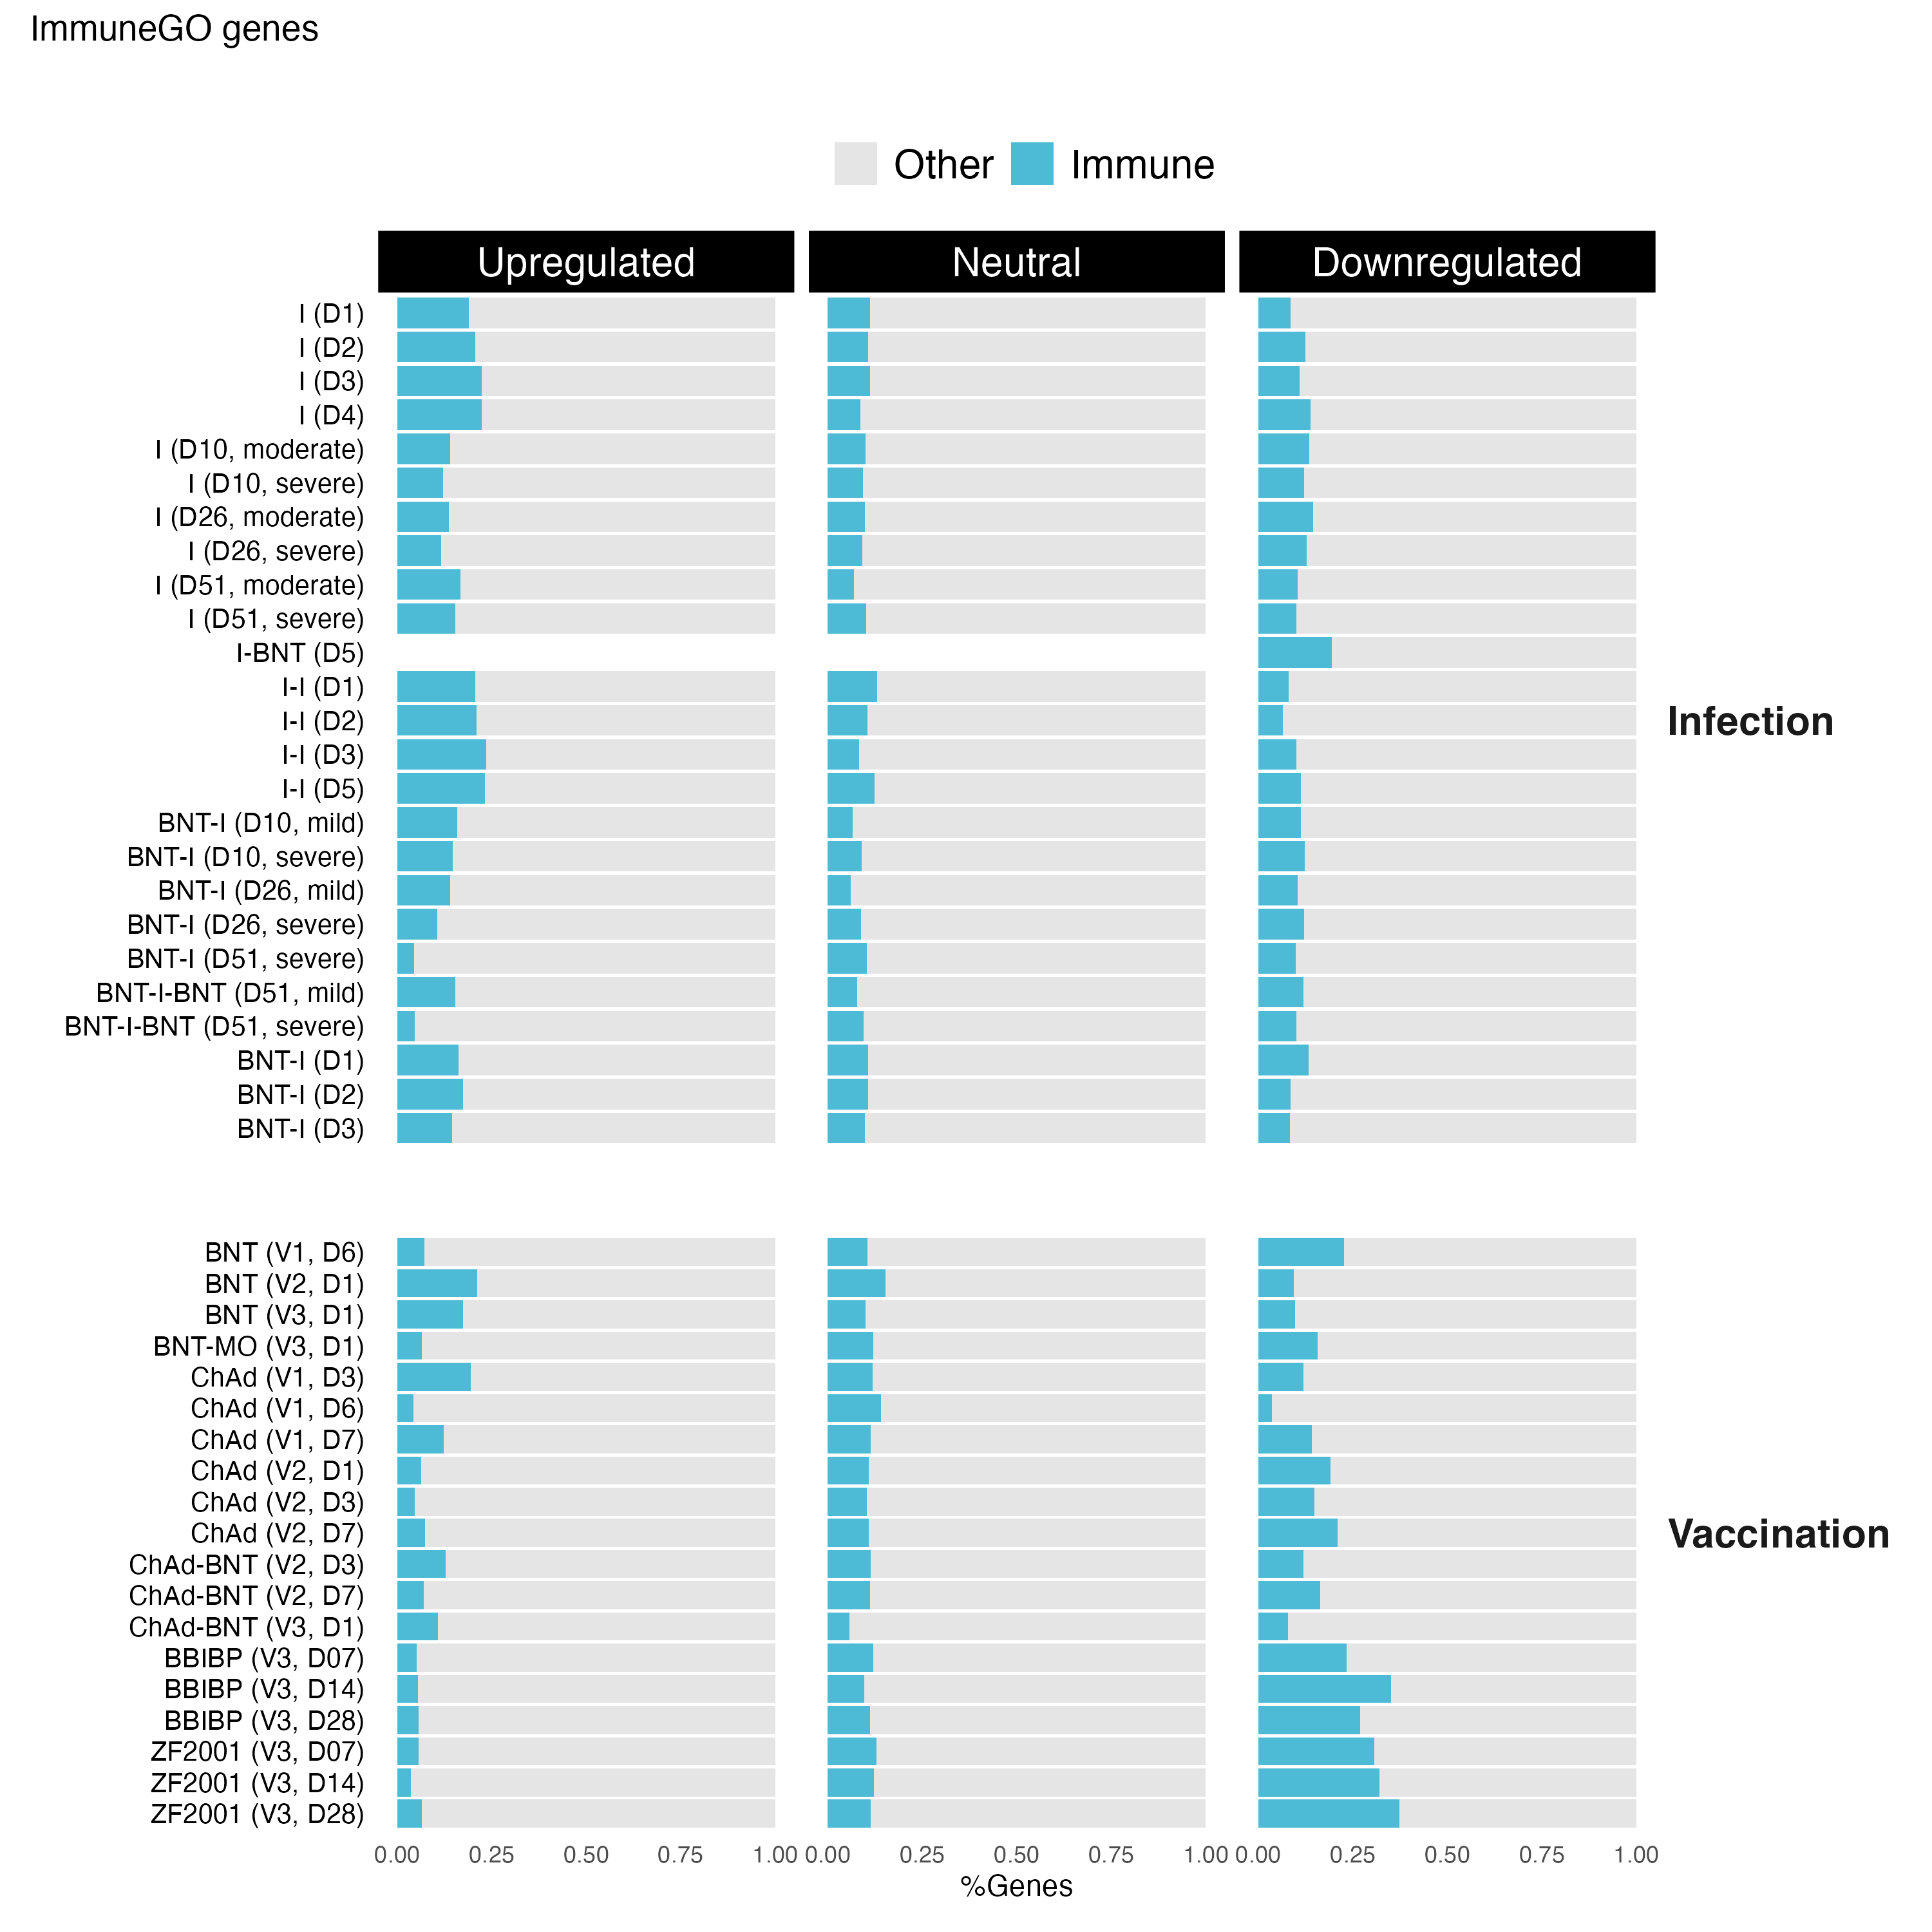 ImmuneGO genes
Other Immune
Upregulated Neutral Downregulated
I (D1)
I (D2)
I (D3)
I (D4)
I (D10, moderate)
I (D10, severe)
I (D26, moderate)
I (D26, severe)
I (D51, moderate)
I (D51, severe)
I-BNT (D5)
I-I (D1)
I-I (D2)
I-I (D3)
I-I (D5)
BNT-I (D10, mild)
BNT-I (D10, severe)
BNT-I (D26, mild)
BNT-I (D26, severe)
BNT-I (D51, severe)
BNT-I-BNT (D51, mild)
BNT-I-BNT (D51, severe)
BNT-I (D1)
BNT-I (D2)
BNT-I (D3)
Infection
BNT (V1, D6)
BNT (V2, D1)
BNT (V3, D1)
BNT-MO (V3, D1)
ChAd (V1, D3)
ChAd (V1, D6)
ChAd (V1, D7)
ChAd (V2, D1)
ChAd (V2, D3)
ChAd (V2, D7)
ChAd-BNT (V2, D3)
ChAd-BNT (V2, D7)
ChAd-BNT (V3, D1)
BBIBP (V3, D07)
BBIBP (V3, D14)
BBIBP (V3, D28)
ZF2001 (V3, D07)
ZF2001 (V3, D14)
ZF2001 (V3, D28)
Vaccination
0.00 0.25 0.50 0.75 1.00 0.00 0.25 0.50 0.75 1.00 0.00 0.25 0.50 0.75 1.00
%Genes